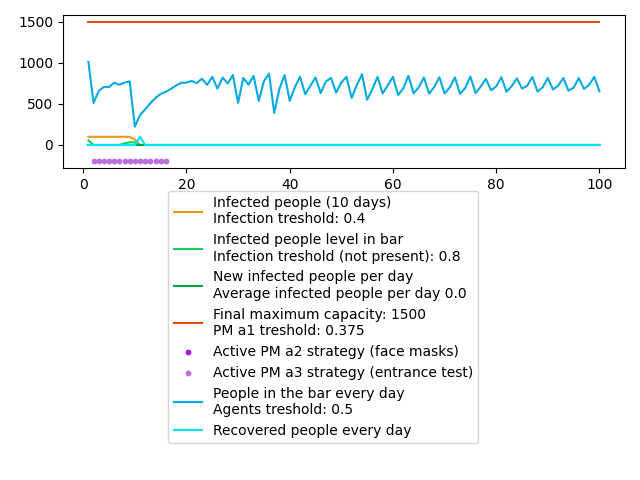 1500
1000
500
0
0
20
40
60
80
100
Infected people (10 days)
Infection treshold: 0.4
Infected people level in bar
Infection treshold (not present): 0.8
New infected people per day
Average infected people per day 0.0
Final maximum capacity: 1500
PM a1 treshold: 0.375
Active PM a2 strategy (face masks)
Active PM a3 strategy (entrance test)
People in the bar every day
Agents treshold: 0.5
Recovered people every day